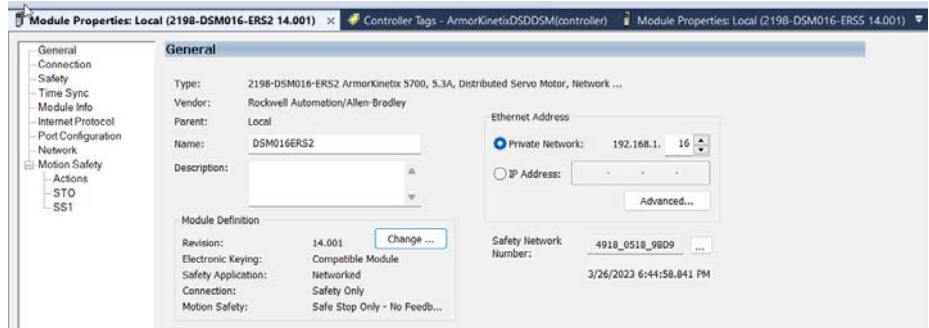 Module Properties: Local (2198-DSM016-ERS2 14.001) × Controller Tags - ArmorKinetixDSDDSM(controller) Module Properties: Local (2198-DSM016-ERS5 14.001)
General
Connection
Safety
Time Sync
Module Info
Internet Protocol
Port Configuration
Network
Motion Safety
Actions
STO
SS1
General
Type: 2198-DSM016-ERS2 ArmorKinetix 5700, 5.3A, Distributed Servo Motor, Network ...
Vendor: Rockwell Automation/Allen-Bradley
Parent: Local
Name: DSM016ERS2
Description:
Ethernet Address
Private Network: 192.168.1. 16
IP Address: . . .
Advanced...
Module Definition
Revision: 14.001 Change ...
Electronic Keying: Compatible Module
Safety Application: Networked
Connection: Safety Only
Motion Safety: Safe Stop Only - No Feedb...
Safety Network
Number: 4918_0518_9BD9 ...
3/26/2023 6:44:58.841 PM